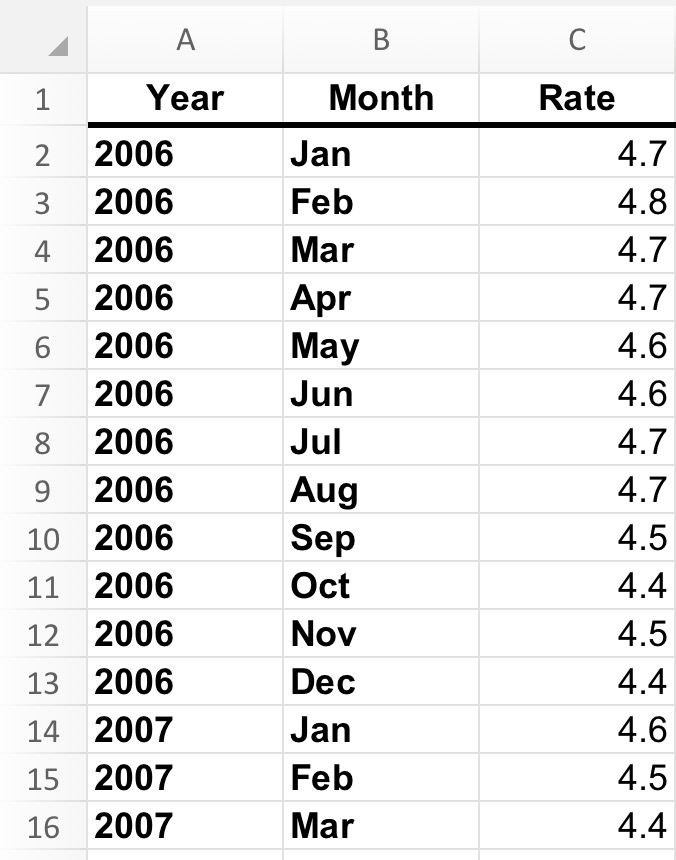 A B C
1 Year Month Rate
2 2006 Jan 4.7
3 2006 Feb 4.8
4 2006 Mar 4.7
5 2006 Apr 4.7
6 2006 May 4.6
7 2006 Jun 4.6
8 2006 Jul 4.7
9 2006 Aug 4.7
10 2006 Sep 4.5
11 2006 Oct 4.4
12 2006 Nov 4.5
13 2006 Dec 4.4
14 2007 Jan 4.6
15 2007 Feb 4.5
16 2007 Mar 4.4